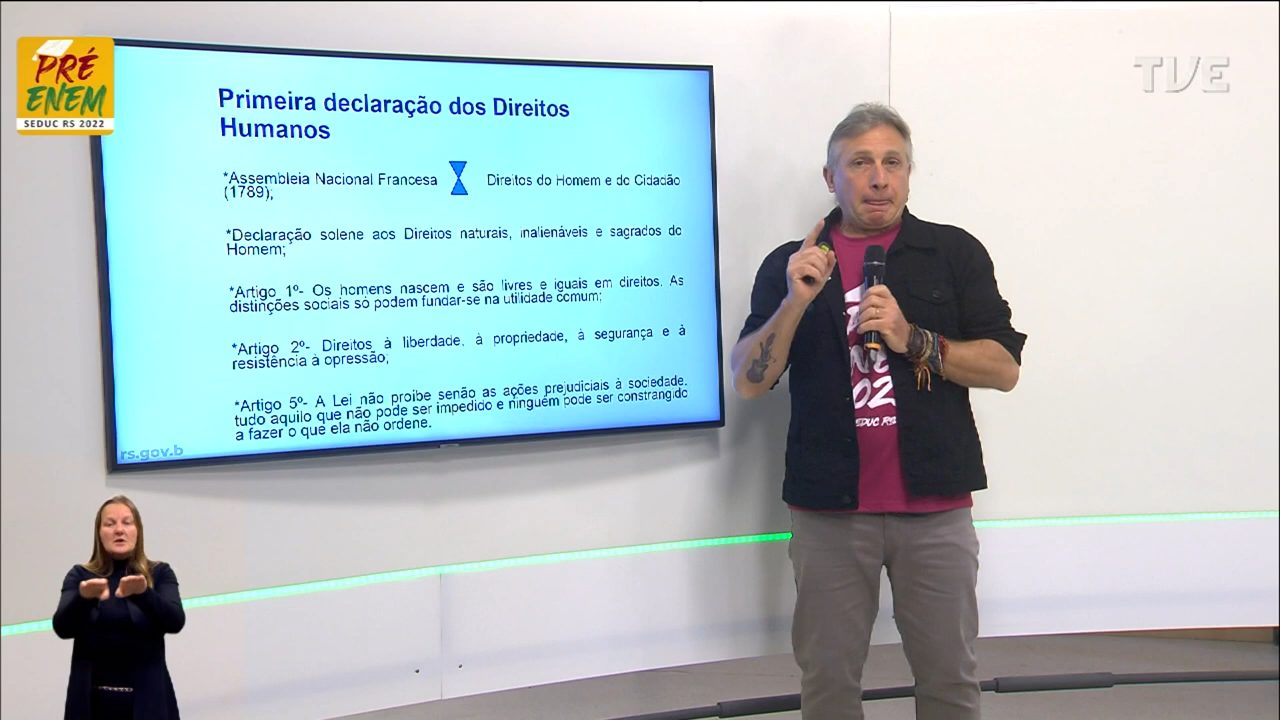 PRÉ
ENEM
SEDUC RS 2022
TVE
Primeira declaração dos Direitos
Humanos
*Assembleia Nacional Francesa
(1789);
Direitos do Homem e do Cidadão
*Declaração solene aos Direitos naturais, inalienáveis e sagrados do
Homem;
*Artigo 1º- Os homens nascem e são livres e iguais em direitos. As
distinções sociais só podem fundar-se na utilidade comum;
*Artigo 2º- Direitos à liberdade, à propriedade, à segurança e à
resistência à opressão;
*Artigo 5º- A Lei não proíbe senão as ações prejudiciais à sociedade,
tudo aquilo que não pode ser impedido e ninguém pode ser constrangido
a fazer o que ela não ordene.
rs.gov.b
SEDUC RS